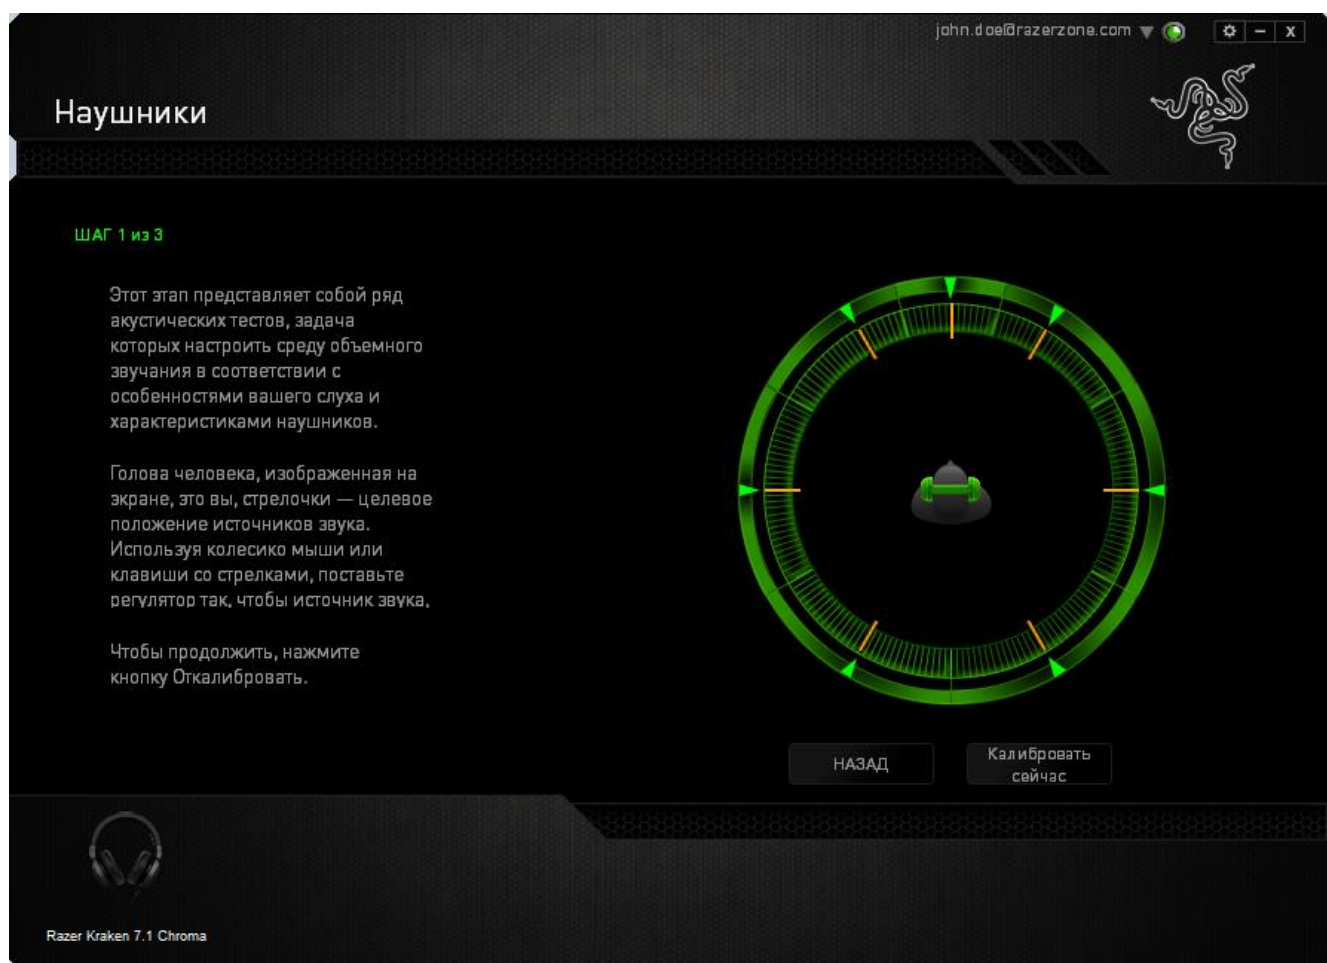 john.doe@razerzone.com
Наушники
ШАГ 1 из 3
Этот этап представляет собой ряд
акустических тестов, задача
которых настроить среду объемного
звучания в соответствии с
особенностями вашего слуха и
характеристиками наушников.
Голова человека, изображенная на
экране, это вы, стрелочки — целевое
положение источников звука.
Используя колесико мыши или
клавиши со стрелками, поставьте
регулятор так, чтобы источник звука,
Чтобы продолжить, нажмите
кнопку Откалибровать.
НАЗАД
Калибровать
сейчас
Razer Kraken 7.1 Chroma